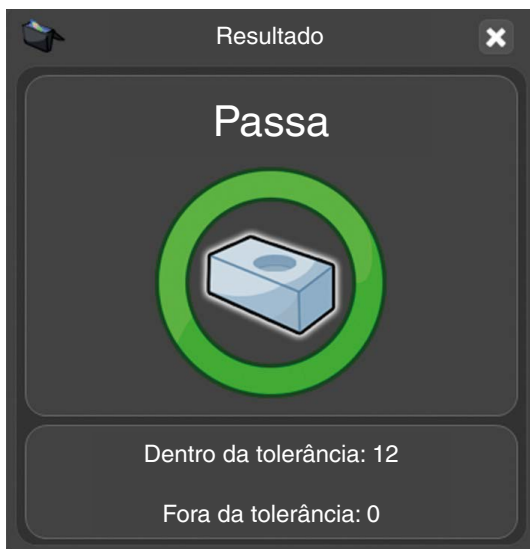 Resultado
Passa
Dentro da tolerância: 12
Fora da tolerância: 0